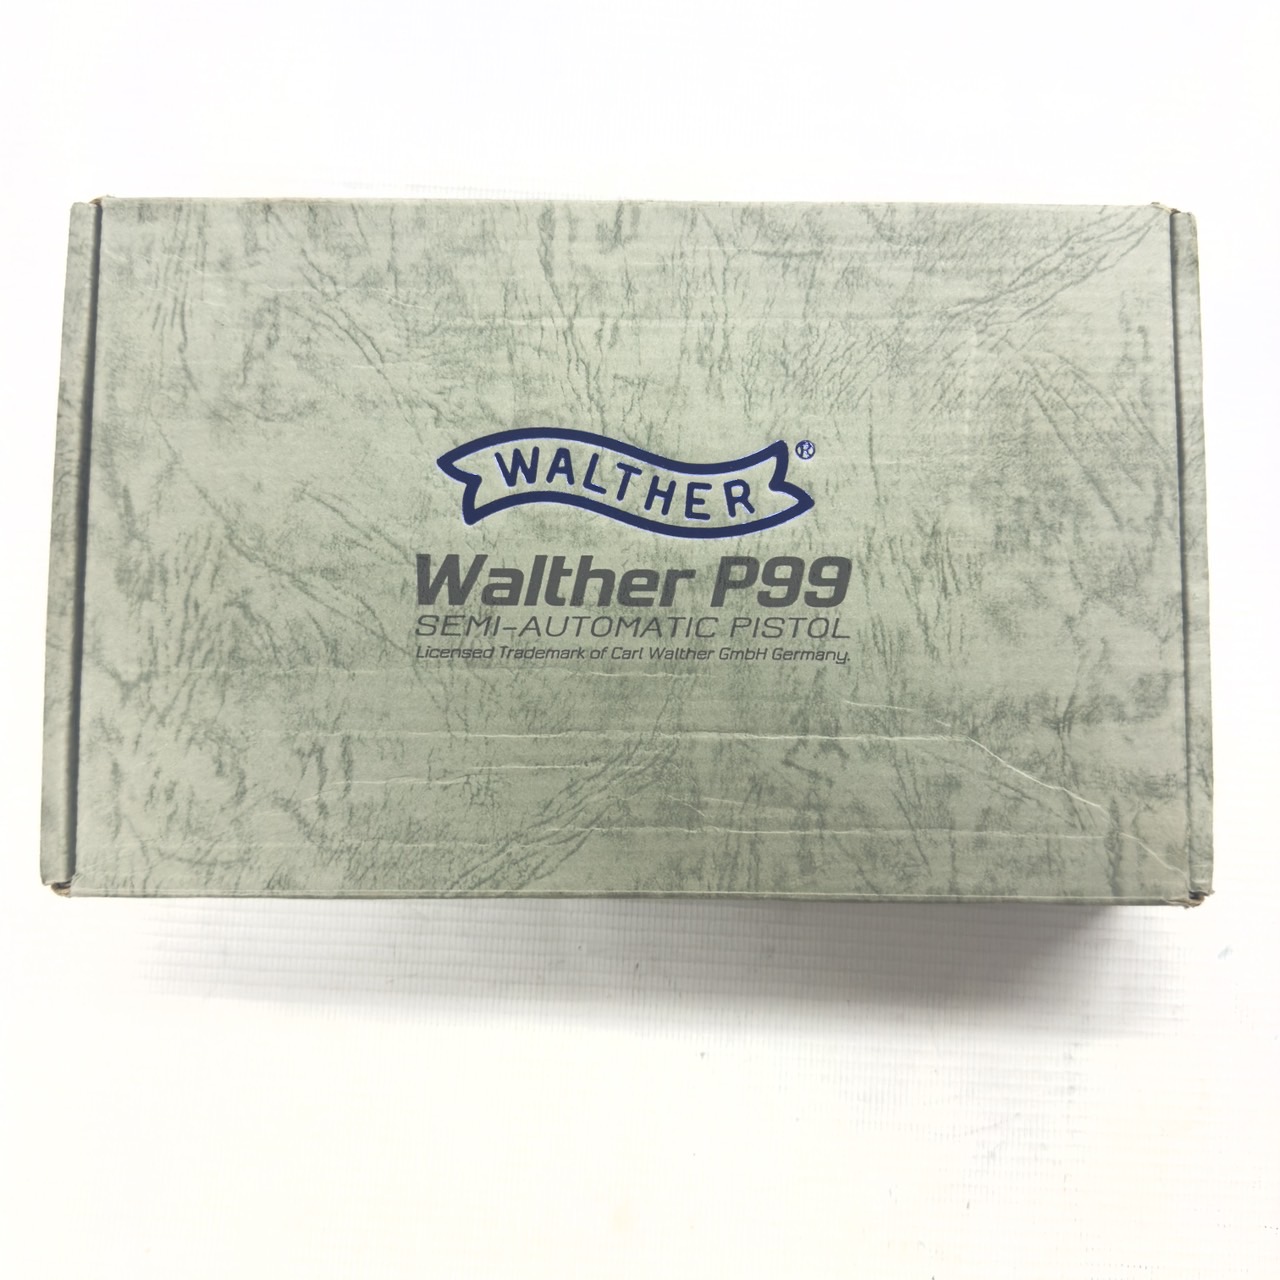 WALTHER®
Walther P99
SEMI-AUTOMATIC PISTOL
Licensed Trademark of Carl Walther GmbH Germany.